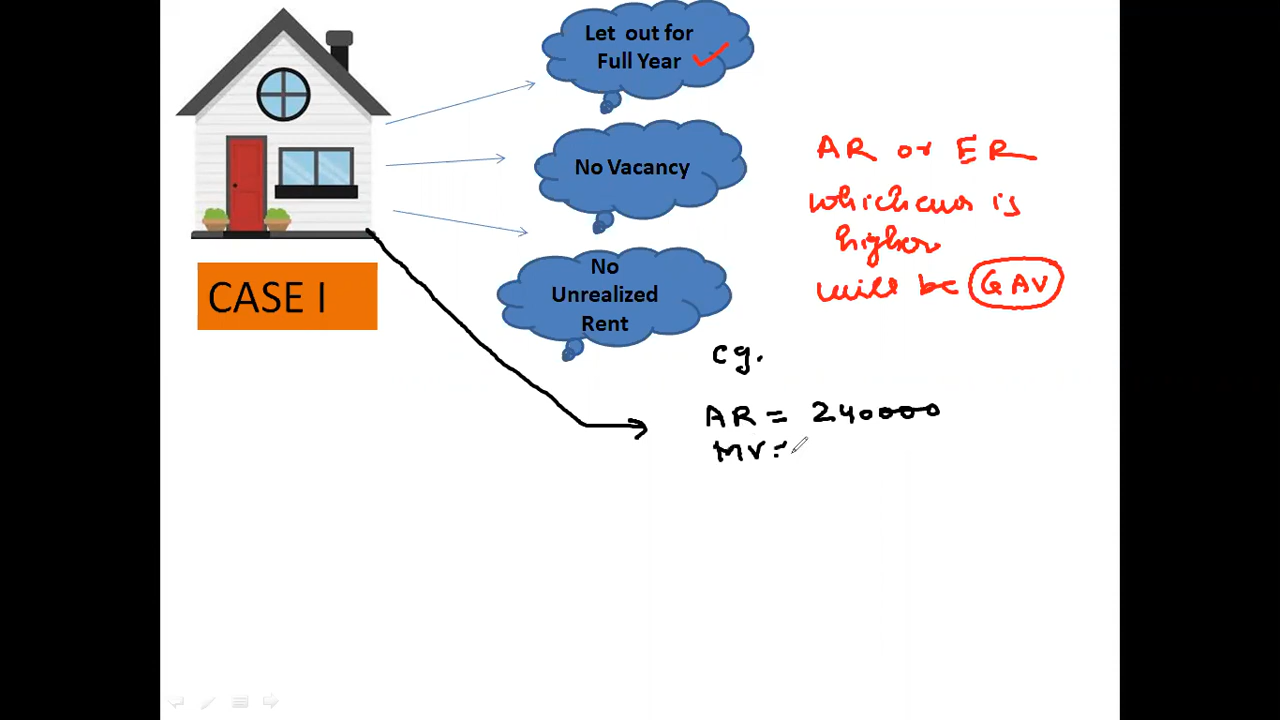 Let out for
Full Year
No Vacancy
No
Unrealized
Rent
CASE I
AR or ER
whichever is
higher
will be GAV
eg.
AR = 240000
MV =